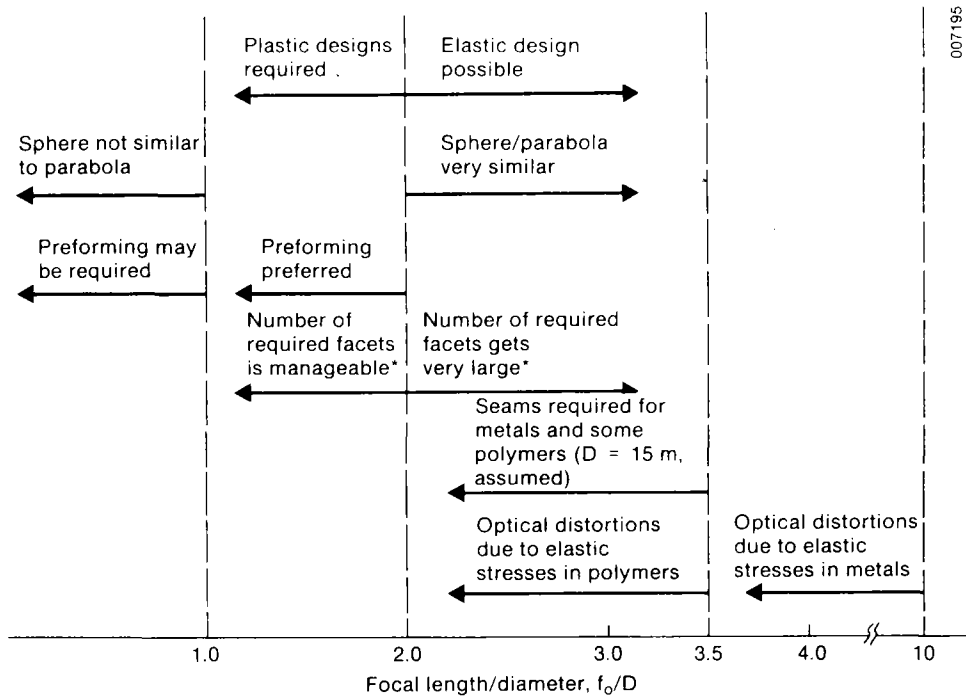 007195
Plastic designs
required .
Elastic design
possible
Sphere not similar
to parabola
Sphere/parabola
very similar
Preforming may
be required
Preforming
preferred
Number of
required facets
is manageable*
Number of required
facets gets
very large*
Seams required for
metals and some
polymers (D = 15 m,
assumed)
Optical distortions
due to elastic
stresses in polymers
Optical distortions
due to elastic
stresses in metals
1.0 2.0 3.0 3.5 4.0 10
Focal length/diameter, fo/D